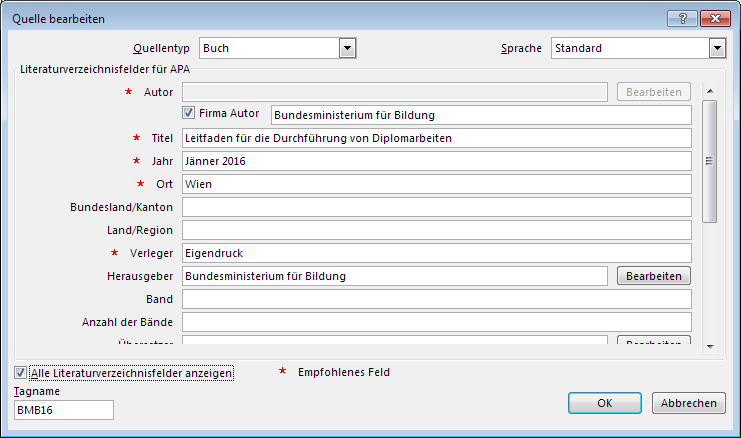 Quelle bearbeiten
Quellentyp Buch Sprache Standard
Literaturverzeichnisfelder für APA
* Autor Bearbeiten
Firma Autor Bundesministerium für Bildung
* Titel Leitfaden für die Durchführung von Diplomarbeiten
* Jahr Jänner 2016
* Ort Wien
Bundesland/Kanton
Land/Region
* Verleger Eigendruck
Herausgeber Bundesministerium für Bildung Bearbeiten
Band
Anzahl der Bände
Übersetzer Bearbeiten
Alle Literaturverzeichnisfelder anzeigen * Empfohlenes Feld
Tagname
BMB16 OK Abbrechen